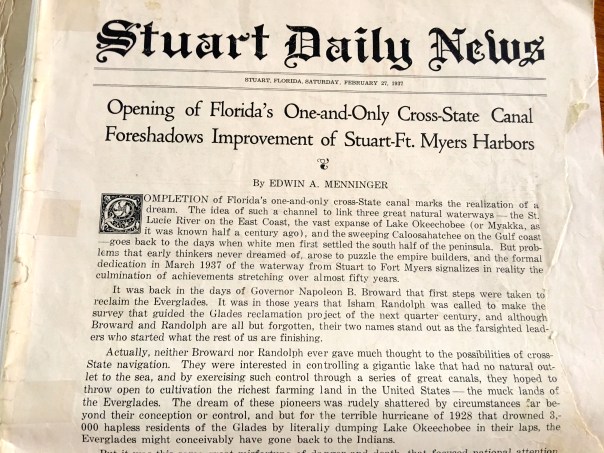 Stuart Daily News
STUART, FLORIDA, SATURDAY, FEBRUARY 27, 1937
Opening of Florida's One-and-Only Cross-State Canal
Foreshadows Improvement of Stuart-Ft. Myers Harbors
By EDWIN A. MENNINGER
COMPLETION of Florida's one-and-only cross-State canal marks the realization of a
dream. The idea of such a channel to link three great natural waterways — the St.
Lucie River on the East Coast, the vast expanse of Lake Okeechobee (or Myakka, as
it was known half a century ago), and the sweeping Caloosahatchee on the Gulf coast
—goes back to the days when white men first settled the south half of the peninsula. But prob-
lems that early thinkers never dreamed of, arose to puzzle the empire builders, and the formal
dedication in March 1937 of the waterway from Stuart to Fort Myers signalizes in reality the
culmination of achievements stretching over almost fifty years.
It was back in the days of Governor Napoleon B. Broward that first steps were taken to
reclaim the Everglades. It was in those years that Isham Randolph was called to make the
survey that guided the Glades reclamation project of the next quarter century, and although
Broward and Randolph are all but forgotten, their two names stand out as the farsighted lead-
ers who started what the rest of us are finishing.
Actually, neither Broward nor Randolph ever gave much thought to the possibilities of cross-
State navigation. They were interested in controlling a gigantic lake that had no natural out-
let to the sea, and by exercising such control through a series of great canals, they hoped to
throw open to cultivation the richest farming land in the United States — the muck lands of
the Everglades. The dream of these pioneers was rudely shattered by circumstances far be-
yond their conception or control, and but for the terrible hurricane of 1928 that drowned 3,-
000 hapless residents of the Glades by literally dumping Lake Okeechobee in their laps, the
Everglades might conceivably have gone back to the Indians.
But it was this same great misfortune of danger and death, that focused national attention